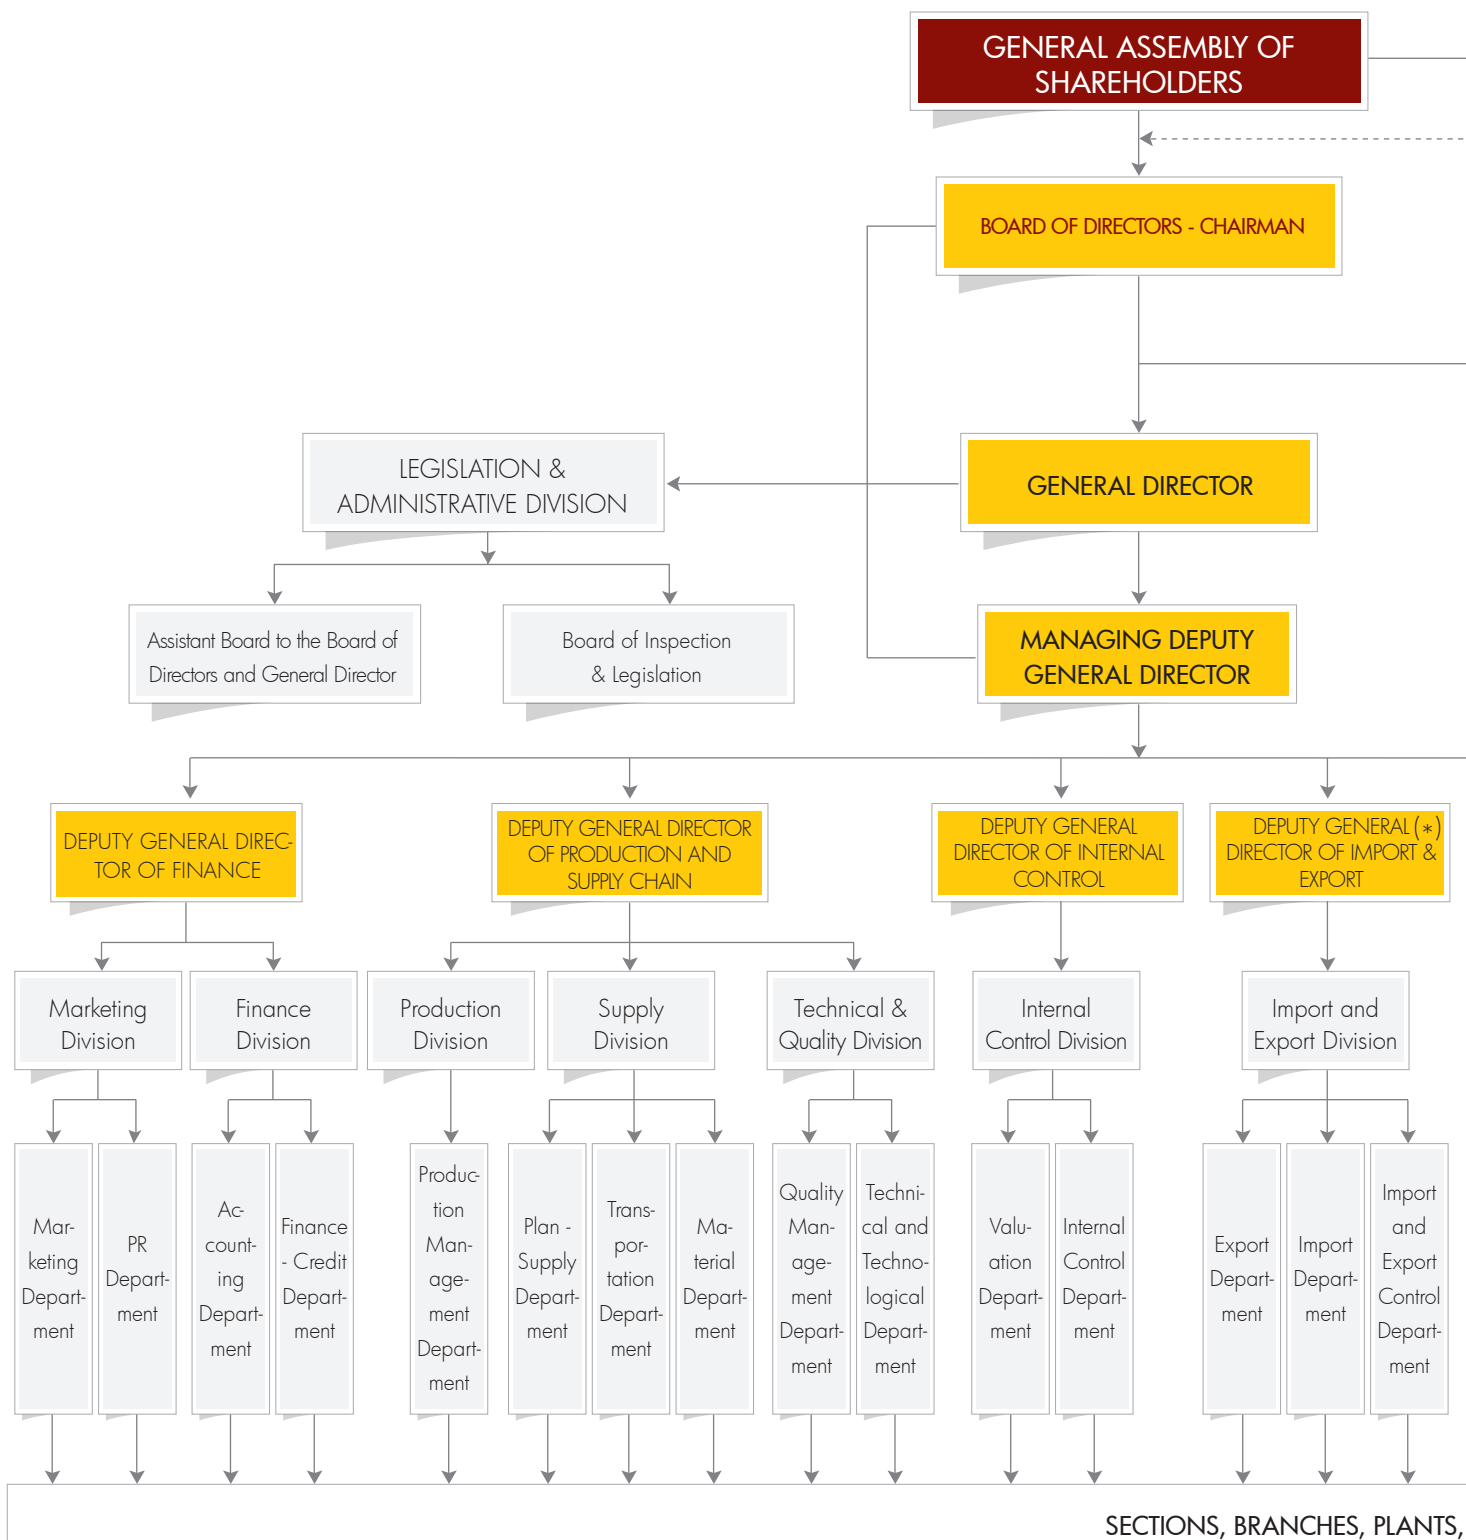 GENERAL ASSEMBLY OF
SHAREHOLDERS
BOARD OF DIRECTORS - CHAIRMAN
LEGISLATION &
ADMINISTRATIVE DIVISION
GENERAL DIRECTOR
Assistant Board to the Board of
Directors and General Director
Board of Inspection
& Legislation
MANAGING DEPUTY
GENERAL DIRECTOR
DEPUTY GENERAL DIREC-
TOR OF FINANCE
DEPUTY GENERAL DIRECTOR
OF PRODUCTION AND
SUPPLY CHAIN
DEPUTY GENERAL
DIRECTOR OF INTERNAL
CONTROL
DEPUTY GENERAL (*)
DIRECTOR OF IMPORT &
EXPORT
Marketing
Division
Finance
Division
Production
Division
Supply
Division
Technical &
Quality Division
Internal
Control Division
Import and
Export Division
Mar-
keting
Depart-
ment
PR
Depart-
ment
Ac-
count-
ing
Depart-
ment
Finance
- Credit
Depart-
ment
Produc-
tion
Man-
age-
ment
Depart-
ment
Plan -
Supply
Depart-
ment
Trans-
por-
tation
Depart-
ment
Ma-
terial
Depart-
ment
Quality
Man-
age-
ment
Depart-
ment
Techni-
cal and
Techno-
logical
Depart-
ment
Valu-
ation
Depart-
ment
Internal
Control
Depart-
ment
Export
Depart-
ment
Import
Depart-
ment
Import
and
Export
Control
Depart-
ment
SECTIONS, BRANCHES, PLANTS,